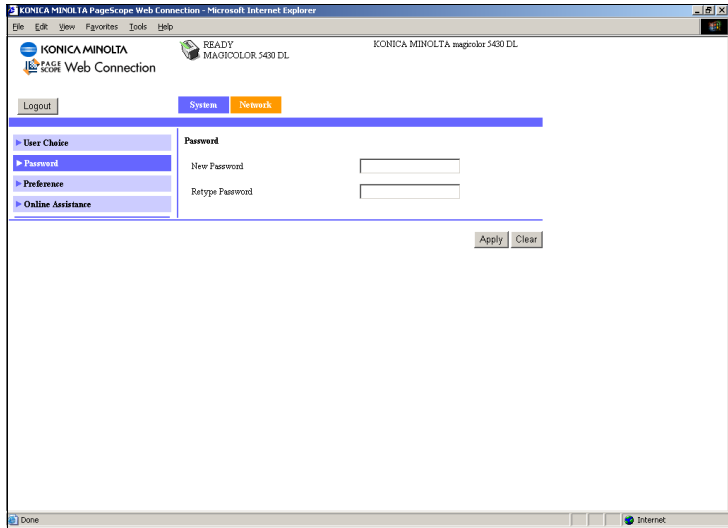 KONICA MINOLTA PageScope Web Connection - Microsoft Internet Explorer
File Edit View Favorites Tools Help
KONICA MINOLTA
PAGE SCOPE Web Connection
READY
MAGICOLOR 5430 DL
KONICA MINOLTA magicolor 5430 DL
Logout
System Network
User Choice
Password
Preference
Online Assistance
Password
New Password
Retype Password
Apply Clear
Done Internet